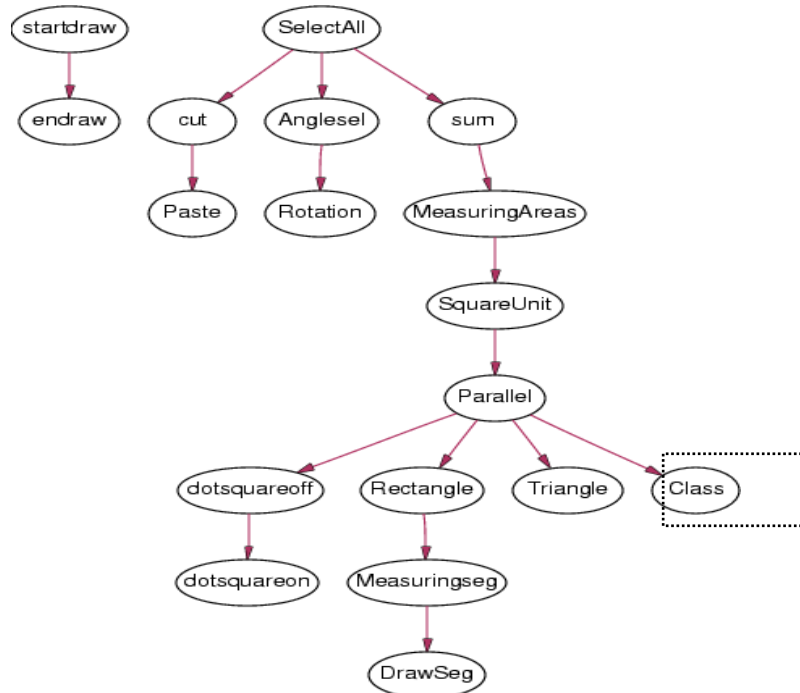 startdraw
SelectAll
endraw
cut
Anglesel
sum
Paste
Rotation
MeasuringAreas
SquareUnit
Parallel
dotsquareoff
Rectangle
Triangle
Class
dotsquareon
Measuringseg
DrawSeg